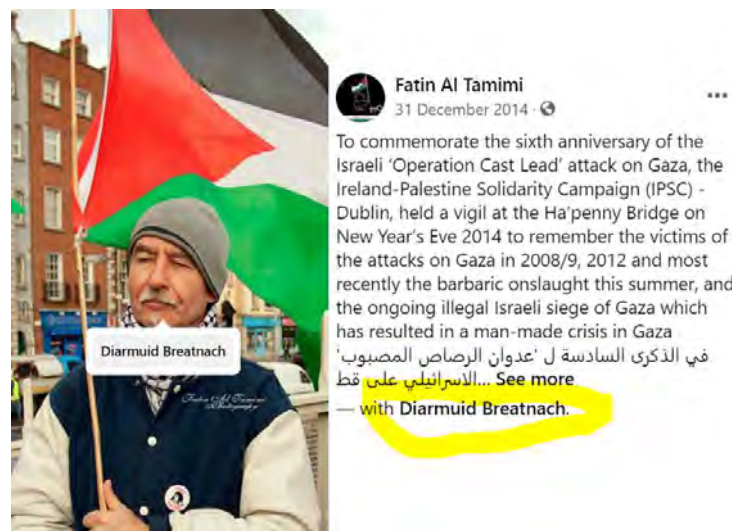 Diarmuid Breatnach
Fatin Al Tamimi
Photography
Fatin Al Tamimi
31 December 2014 ·
To commemorate the sixth anniversary of the
Israeli ‘Operation Cast Lead’ attack on Gaza, the
Ireland-Palestine Solidarity Campaign (IPSC) -
Dublin, held a vigil at the Ha'penny Bridge on
New Year's Eve 2014 to remember the victims of
the attacks on Gaza in 2008/9, 2012 and most
recently the barbaric onslaught this summer, and
the ongoing illegal Israeli siege of Gaza which
has resulted in a man-made crisis in Gaza
في الذكرى السادسة ل 'عدوان الرصاص المصبوب'
الاسرائيلي على قط... See more
— with Diarmuid Breatnach.